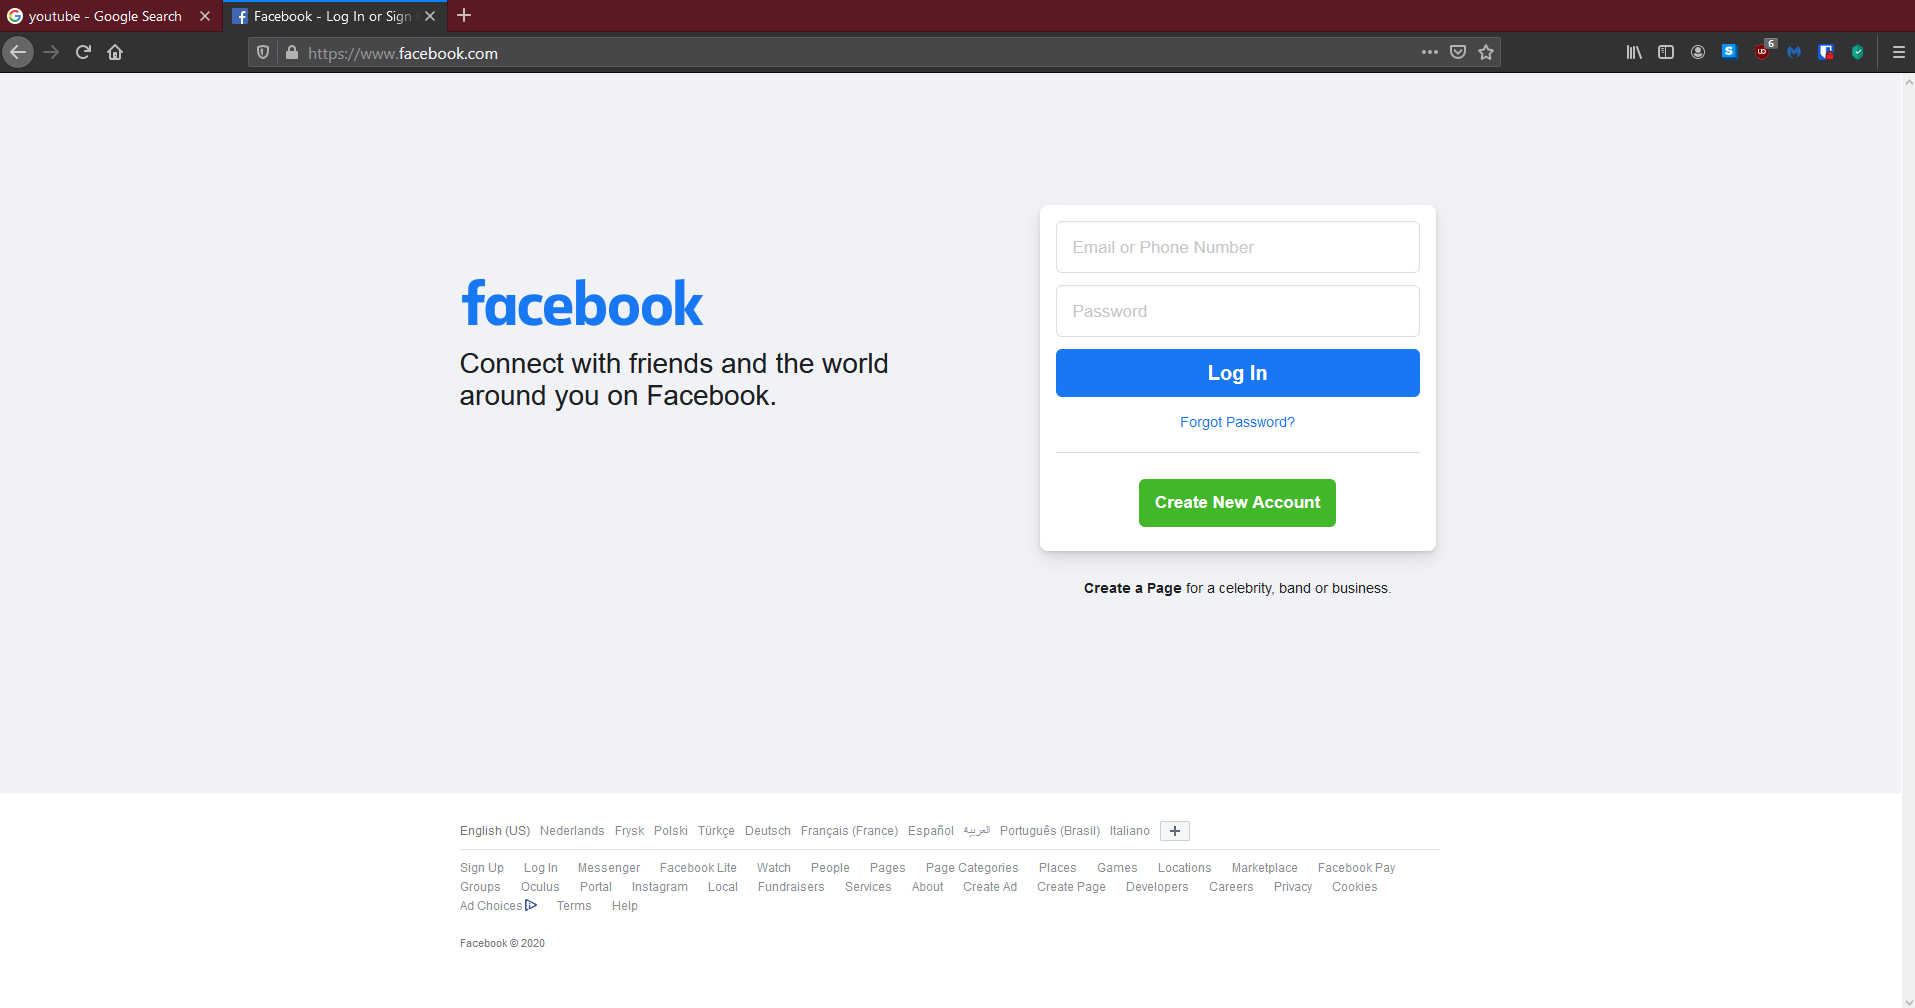 youtube - Google Search
Facebook - Log In or Sign
https://www.facebook.com
S
6
facebook
Connect with friends and the world
around you on Facebook.
Email or Phone Number
Password
Log In
Forgot Password?
Create New Account
Create a Page for a celebrity, band or business.
English (US) Nederlands Frysk Polski Türkçe Deutsch Français (France) Español العربية Português (Brasil) Italiano +
Sign Up Log In Messenger Facebook Lite Watch People Pages Page Categories Places Games Locations Marketplace Facebook Pay
Groups Oculus Portal Instagram Local Fundraisers Services About Create Ad Create Page Developers Careers Privacy Cookies
Ad Choices Terms Help
Facebook © 2020